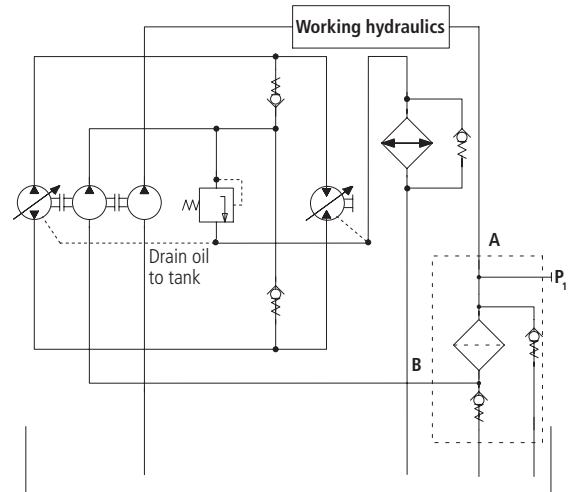 Working hydraulics
Drain oil
to tank
A
P₁
B